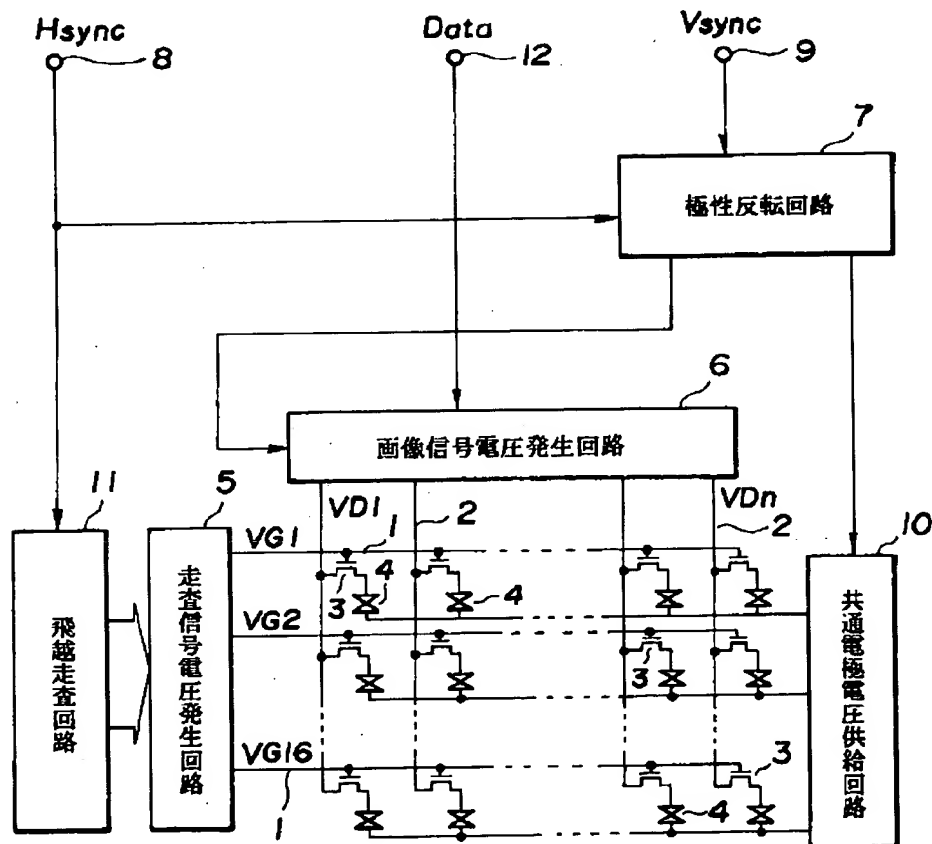 Hsync
8
Data
12
Vsync
9
7
極性反転回路
6
画像信号電圧発生回路
11
飛越走査回路
5
走査信号電圧発生回路
VD1
2
VDn
2
10
共通電極電圧供給回路
VG1
1
3
4
4
VG2
3
VG16
1
3
4